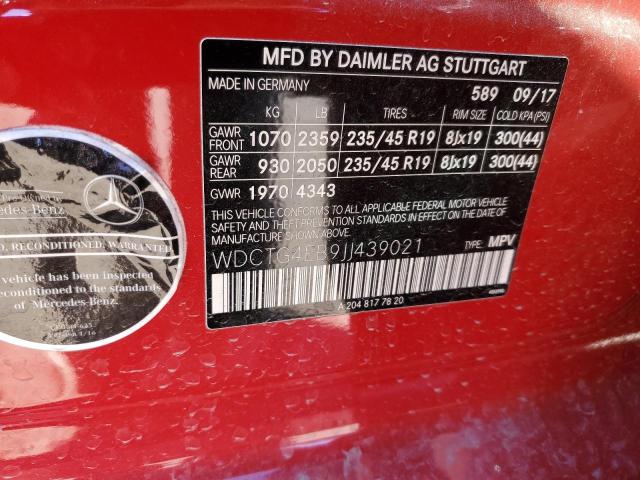 MFD BY DAIMLER AG STUTTGART
MADE IN GERMANY 589 09/17
KG LB TIRES RIM SIZE COLD KPA (PSI)
GAWR FRONT 1070 2359 235/45 R19 8Jx19 300(44)
GAWR REAR 930 2050 235/45 R19 8Jx19 300(44)
GVWR 1970 4343
THIS VEHICLE CONFORMS TO ALL APPLICABLE FEDERAL MOTOR VEHICLE
SAFETY AND THEFT PREVENTION STANDARDS IN EFFECT ON THE
DATE OF MANUFACTURE SHOWN ABOVE.
WDCTG4EB9JJ439021 TYPE: MPV
A 204 817 78 20
Mercedes-Benz
RECONDITIONED. WARRANTED.
vehicle has been inspected
reconditioned to the standards
of Mercedes-Benz.